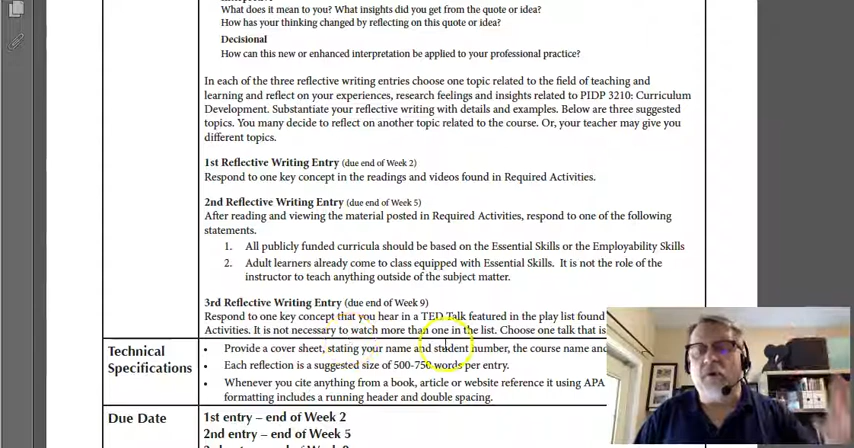 What does it mean to you? What insights did you get from the quote or idea?
How has your thinking changed by reflecting on this quote or idea?
Decisional
How can this new or enhanced interpretation be applied to your professional practice?
In each of the three reflective writing entries choose one topic related to the field of teaching and
learning and reflect on your experiences, research feelings and insights related to PIDP 3210: Curriculum
Development. Substantiate your reflective writing with details and examples. Below are three suggested
topics. You many decide to reflect on another topic related to the course. Or, your teacher may give you
different topics.
1st Reflective Writing Entry (due end of Week 2)
Respond to one key concept in the readings and videos found in Required Activities.
2nd Reflective Writing Entry (due end of Week 5)
After reading and viewing the material posted in Required Activities, respond to one of the following
statements.
1. All publicly funded curricula should be based on the Essential Skills or the Employability Skills
2. Adult learners already come to class equipped with Essential Skills. It is not the role of the
instructor to teach anything outside of the subject matter.
3rd Reflective Writing Entry (due end of Week 9)
Respond to one key concept that you hear in a TED Talk featured in the play list found
Activities. It is not necessary to watch more than one in the list. Choose one talk that is
Technical
Specifications
• Provide a cover sheet, stating your name and student number, the course name and
• Each reflection is a suggested size of 500-750 words per entry.
• Whenever you cite anything from a book, article or website reference it using APA
formatting includes a running header and double spacing.
Due Date
1st entry – end of Week 2
2nd entry – end of Week 5